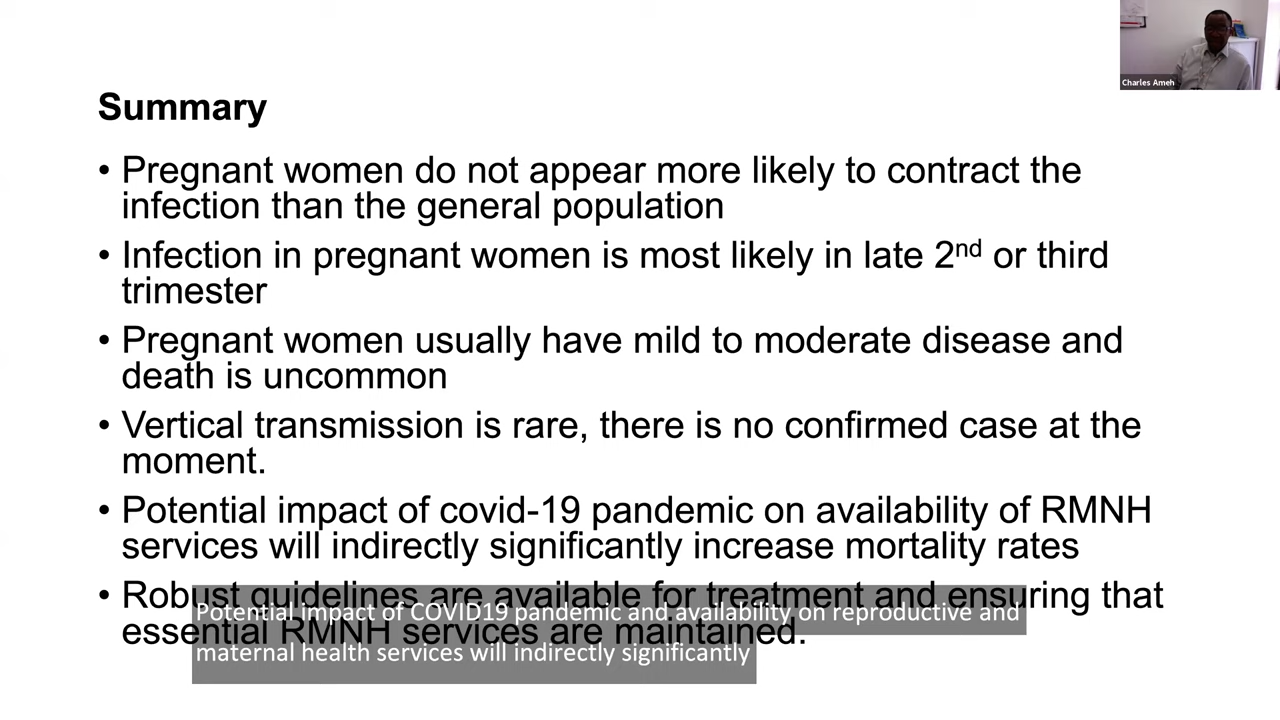 Charles Ameh
Summary
• Pregnant women do not appear more likely to contract the
infection than the general population
• Infection in pregnant women is most likely in late 2nd or third
trimester
• Pregnant women usually have mild to moderate disease and
death is uncommon
• Vertical transmission is rare, there is no confirmed case at the
moment.
• Potential impact of covid-19 pandemic on availability of RMNH
services will indirectly significantly increase mortality rates
• Robust guidelines are available for treatment and ensuring that
essential RMNH services are maintained.
Potential impact of COVID19 pandemic and availability on reproductive and
maternal health services will indirectly significantly